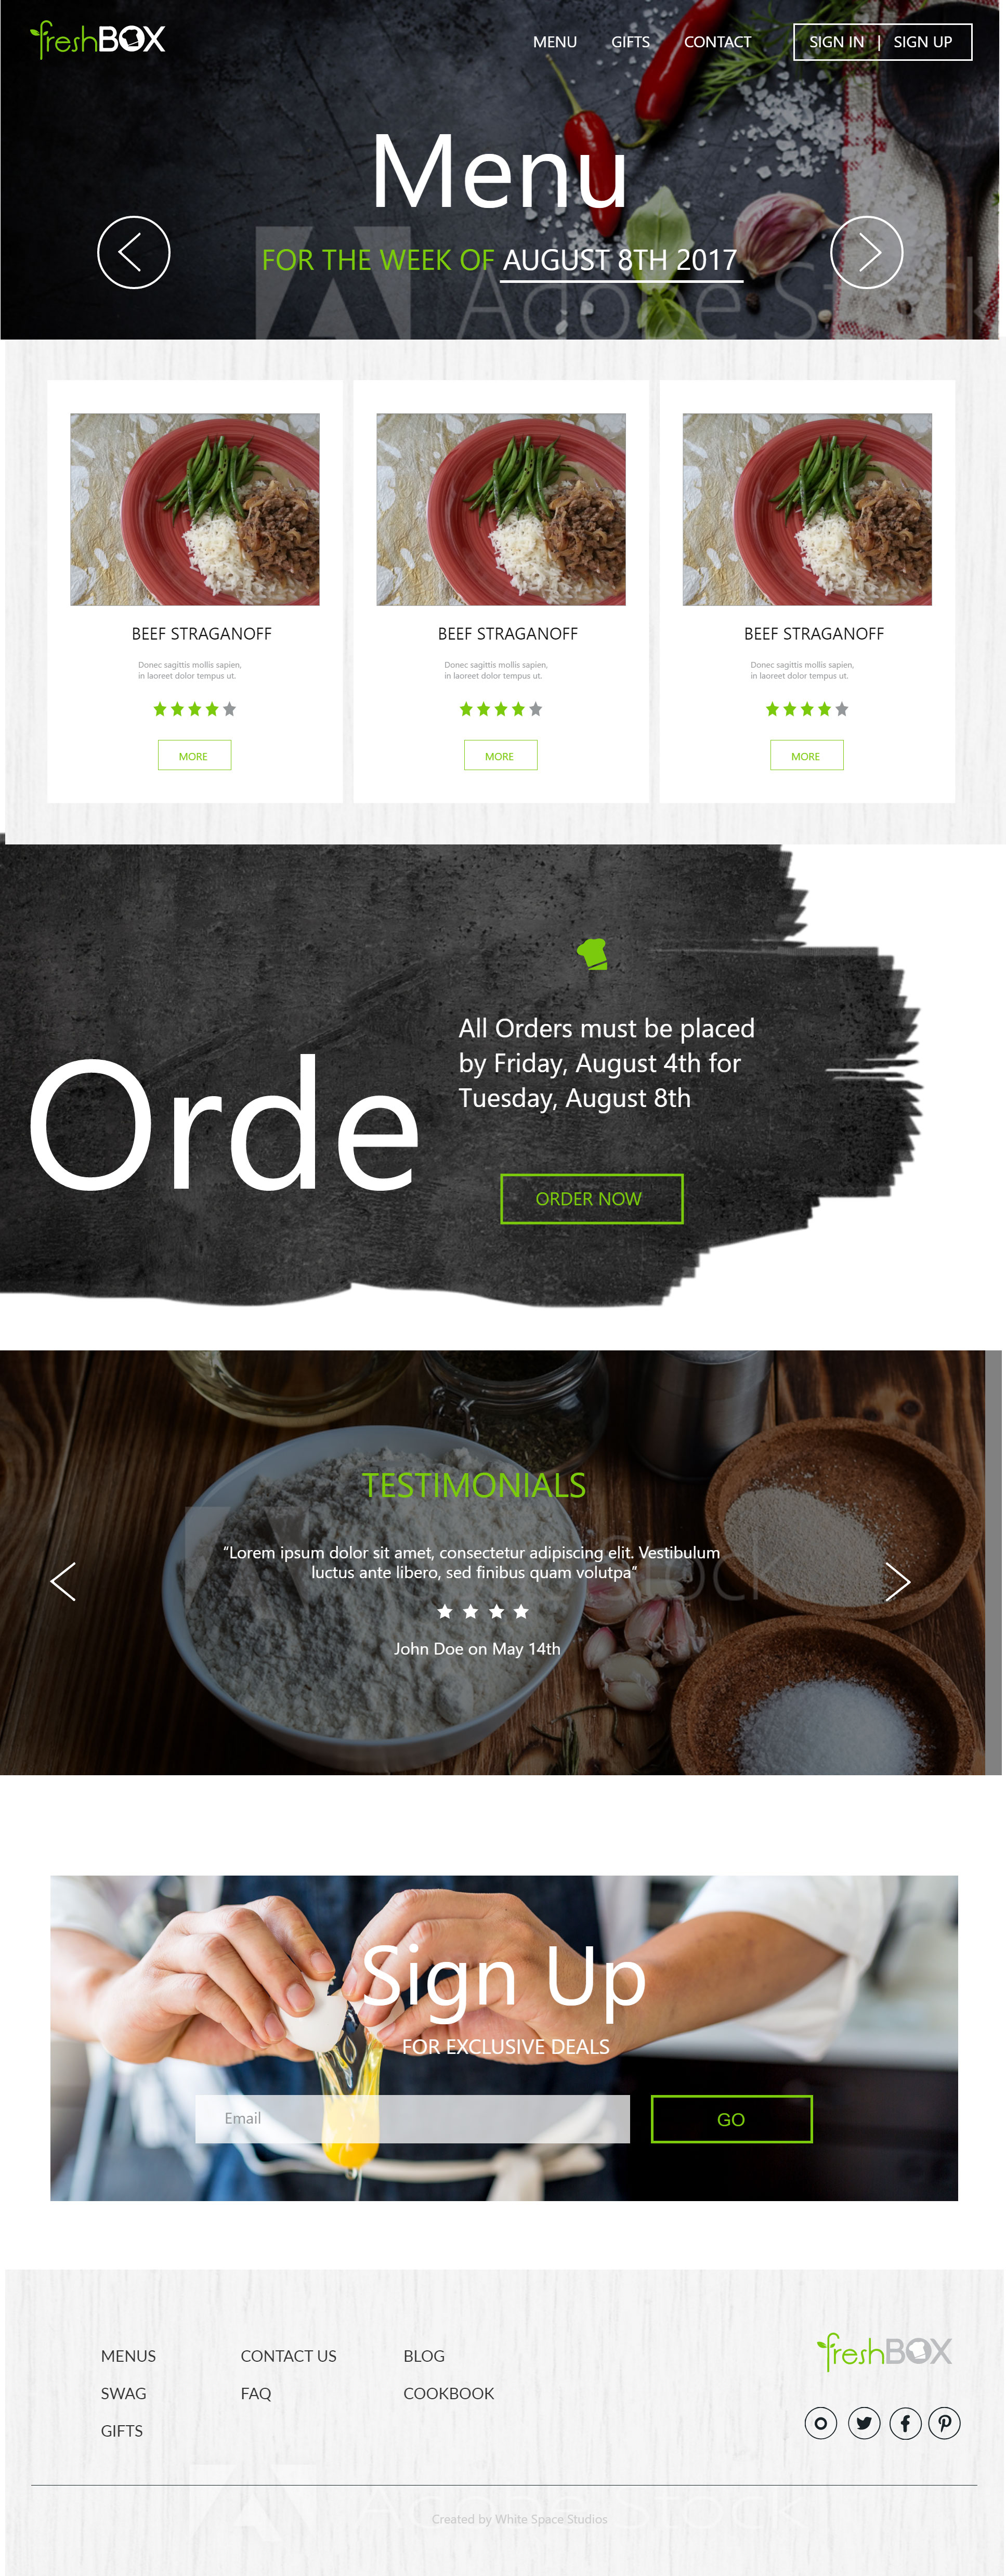 freshBOX
MENU GIFTS CONTACT SIGN IN | SIGN UP
Menu
FOR THE WEEK OF AUGUST 8TH 2017
Adobe Stock
BEEF STRAGANOFF
Donec sagittis mollis sapien,
in laoreet dolor tempus ut.
MORE
BEEF STRAGANOFF
Donec sagittis mollis sapien,
in laoreet dolor tempus ut.
MORE
BEEF STRAGANOFF
Donec sagittis mollis sapien,
in laoreet dolor tempus ut.
MORE
Orde
All Orders must be placed
by Friday, August 4th for
Tuesday, August 8th
ORDER NOW
TESTIMONIALS
“Lorem ipsum dolor sit amet, consectetur adipiscing elit. Vestibulum
luctus ante libero, sed finibus quam volutpa“
Stock
John Doe on May 14th
Sign Up
FOR EXCLUSIVE DEALS
Email
GO
MENUS CONTACT US BLOG
SWAG FAQ COOKBOOK
GIFTS
freshBOX
Adobe Stock
Created by White Space Studios